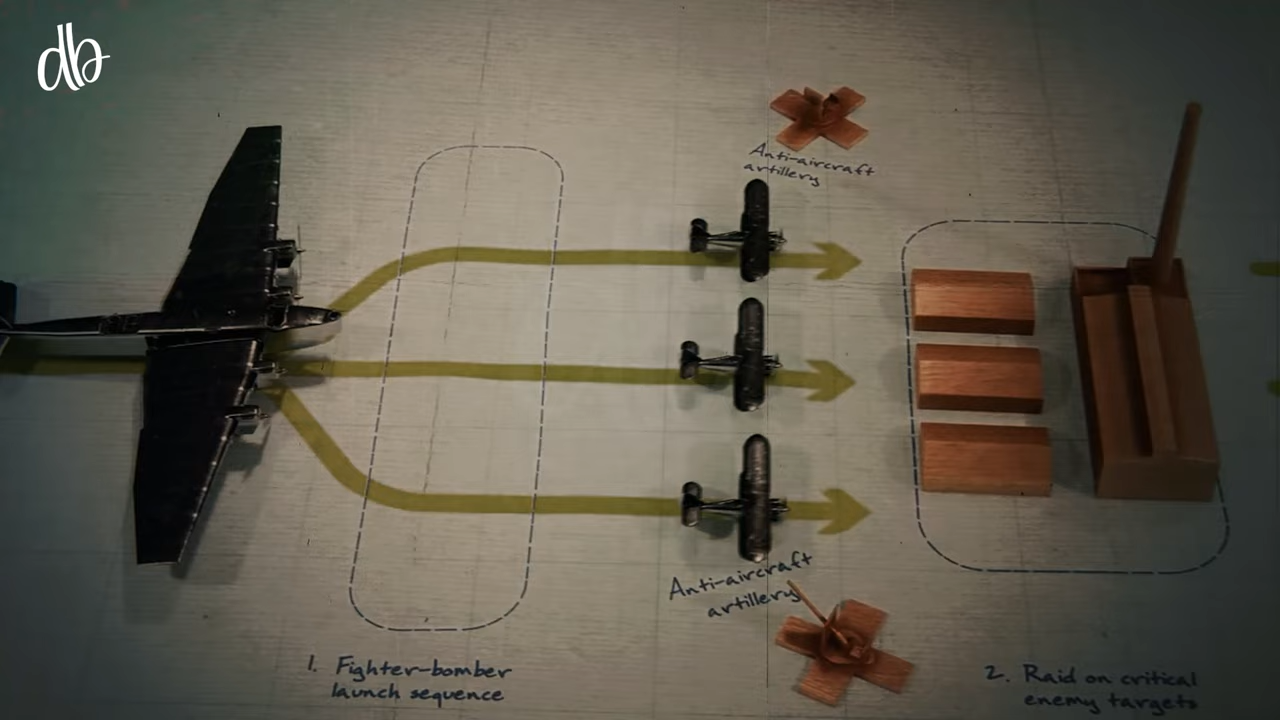 db
Anti-aircraft
artillery
Anti-aircraft
artillery
1. Fighter-bomber
launch sequence
2. Raid on critical
enemy targets